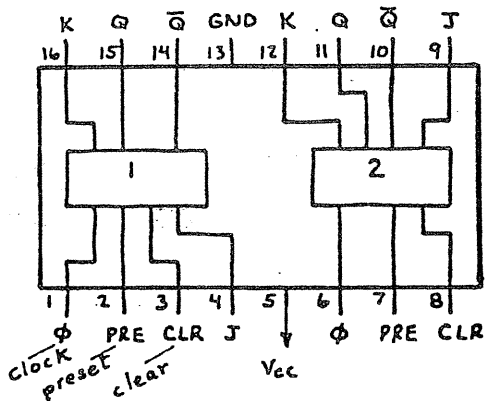 K Q Q̅ GND K Q Q̅ J
16 15 14 13 12 11 10 9
1 2
1 2 3 4 5 6 7 8
ϕ PRE CLR J Vcc ϕ PRE CLR
clock preset clear